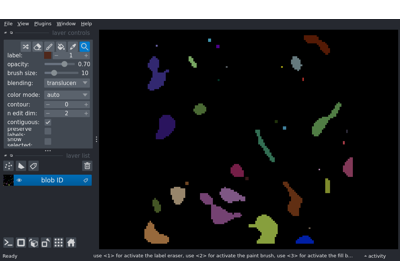 File View Plugins Window Help
layer controls
label: 1
opacity: 0.70
brush size: 10
blending: translucen
color mode: auto
contour: 0
n edit dim: 2
contiguous:
preserve labels:
show selected:
layer list
blob ID
Ready
use <1> for activate the label eraser, use <2> for activate the paint brush, use <3> for activate the fill b...
activity